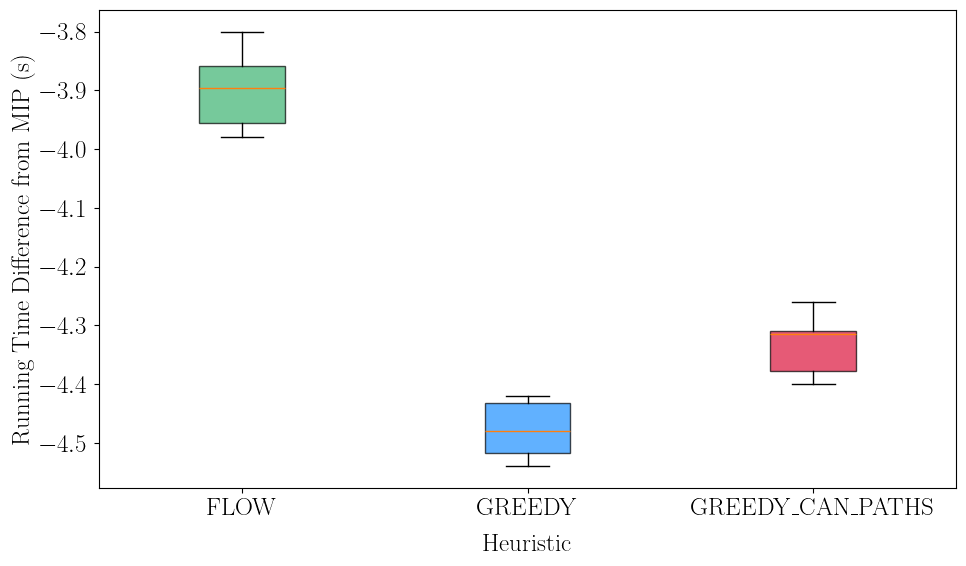 Running Time Difference from MIP (s)
−3.8
−3.9
−4.0
−4.1
−4.2
−4.3
−4.4
−4.5
FLOW
GREEDY
GREEDY_CAN_PATHS
Heuristic